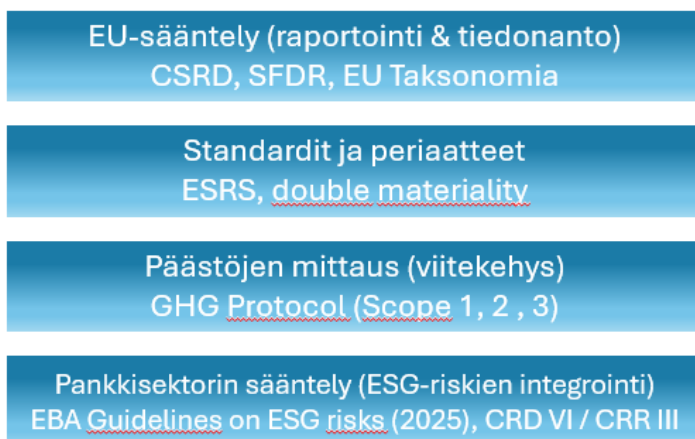 EU-sääntely (raportointi & tiedonanto)
CSRD, SFDR, EU Taksonomia
Standardit ja periaatteet
ESRS, double materiality
Päästöjen mittaus (viitekehys)
GHG Protocol (Scope 1, 2 , 3)
Pankkisektorin sääntely (ESG-riskien integrointi)
EBA Guidelines on ESG risks (2025), CRD VI / CRR III